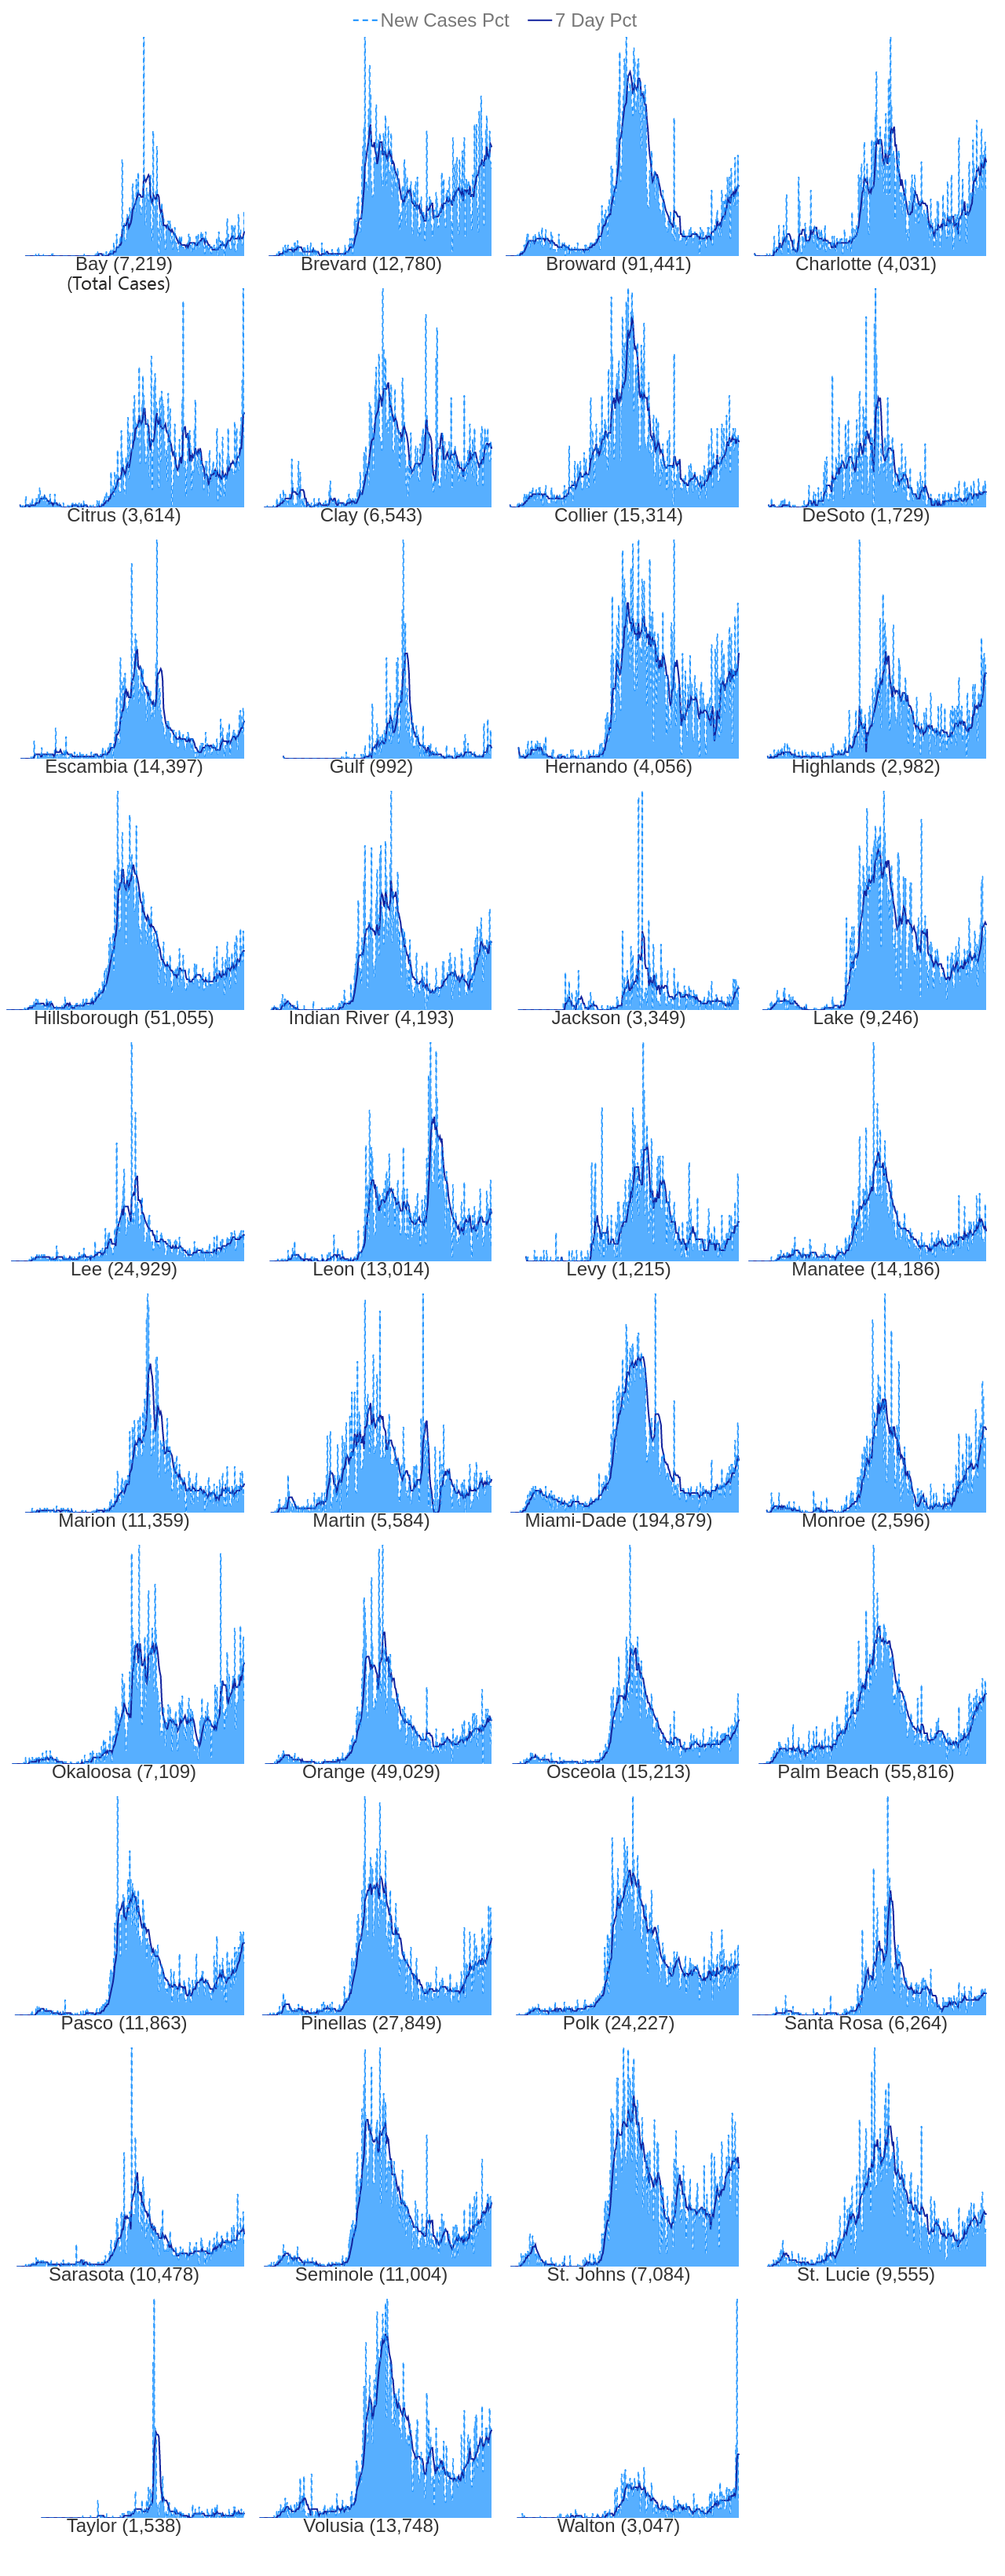 New Cases Pct 7 Day Pct
Bay (7,219) Brevard (12,780) Broward (91,441) Charlotte (4,031)
(Total Cases)
Citrus (3,614) Clay (6,543) Collier (15,314) DeSoto (1,729)
Escambia (14,397) Gulf (992) Hernando (4,056) Highlands (2,982)
Hillsborough (51,055) Indian River (4,193) Jackson (3,349) Lake (9,246)
Lee (24,929) Leon (13,014) Levy (1,215) Manatee (14,186)
Marion (11,359) Martin (5,584) Miami-Dade (194,879) Monroe (2,596)
Okaloosa (7,109) Orange (49,029) Osceola (15,213) Palm Beach (55,816)
Pasco (11,863) Pinellas (27,849) Polk (24,227) Santa Rosa (6,264)
Sarasota (10,478) Seminole (11,004) St. Johns (7,084) St. Lucie (9,555)
Taylor (1,538) Volusia (13,748) Walton (3,047)